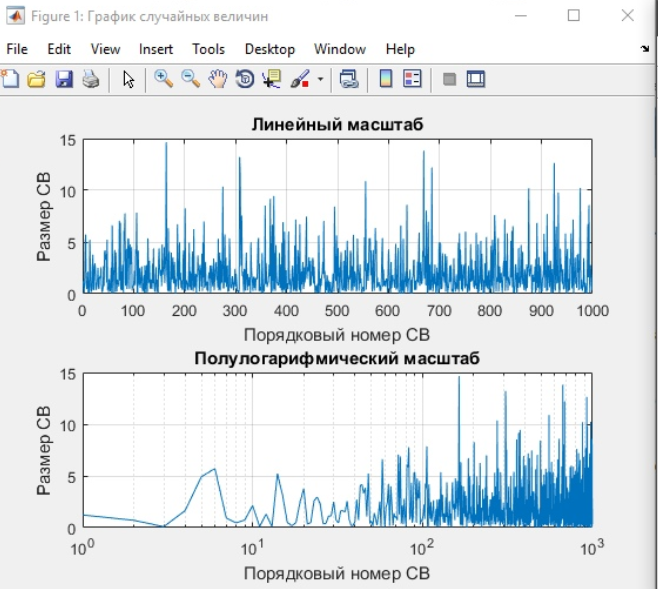 Figure 1: График случайных величин
File Edit View Insert Tools Desktop Window Help
Линейный масштаб
15
10
5
0
Размер СВ
0 100 200 300 400 500 600 700 800 900 1000
Порядковый номер СВ
Полулогарифмический масштаб
15
10
5
0
Размер СВ
10^0 10^1 10^2 10^3
Порядковый номер СВ